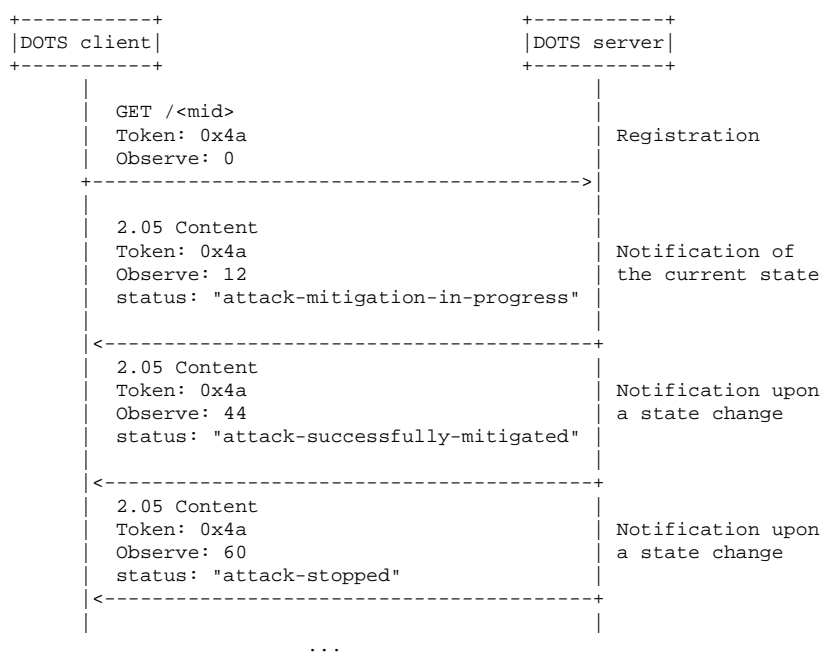 DOTS client DOTS server
GET /<mid>
Token: 0x4a Registration
Observe: 0
2.05 Content
Token: 0x4a Notification of
Observe: 12 the current state
status: "attack-mitigation-in-progress"
2.05 Content
Token: 0x4a Notification upon
Observe: 44 a state change
status: "attack-successfully-mitigated"
2.05 Content
Token: 0x4a Notification upon
Observe: 60 a state change
status: "attack-stopped"
...